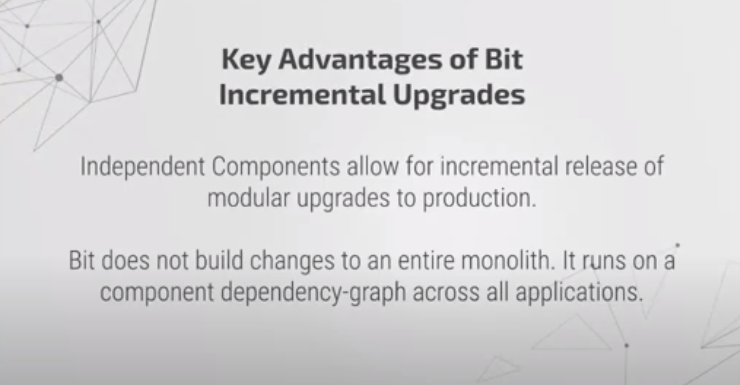 Key Advantages of Bit
Incremental Upgrades
Independent Components allow for incremental release of
modular upgrades to production.
Bit does not build changes to an entire monolith. It runs on a
component dependency-graph across all applications.